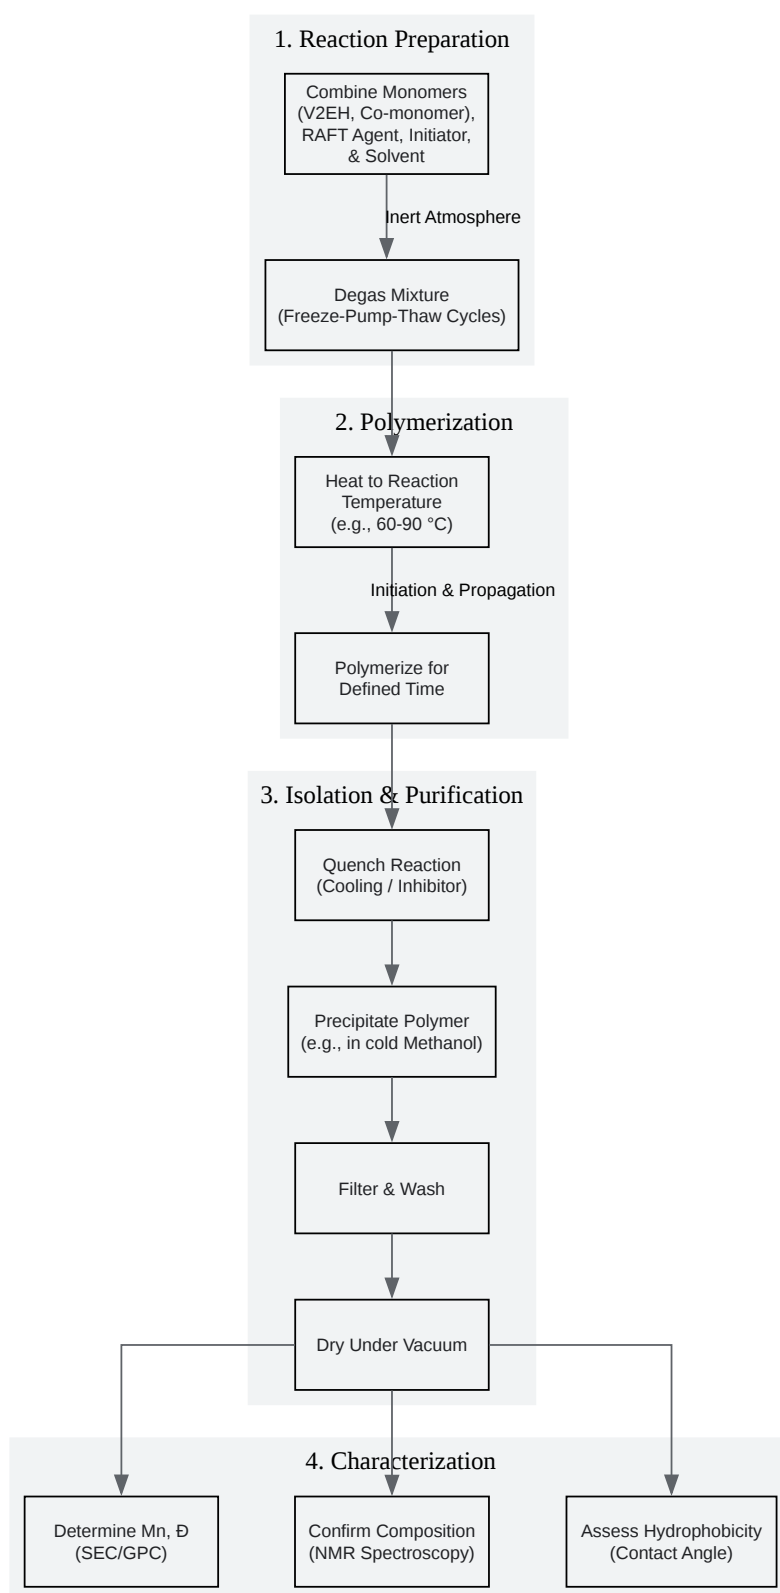 1. Reaction Preparation
Combine Monomers
(V2EH, Co-monomer),
RAFT Agent, Initiator,
& Solvent
Inert Atmosphere
Degas Mixture
(Freeze-Pump-Thaw Cycles)
2. Polymerization
Heat to Reaction
Temperature
(e.g., 60-90 °C)
Initiation & Propagation
Polymerize for
Defined Time
3. Isolation & Purification
Quench Reaction
(Cooling / Inhibitor)
Precipitate Polymer
(e.g., in cold Methanol)
Filter & Wash
Dry Under Vacuum
4. Characterization
Determine Mn, Đ
(SEC/GPC)
Confirm Composition
(NMR Spectroscopy)
Assess Hydrophobicity
(Contact Angle)